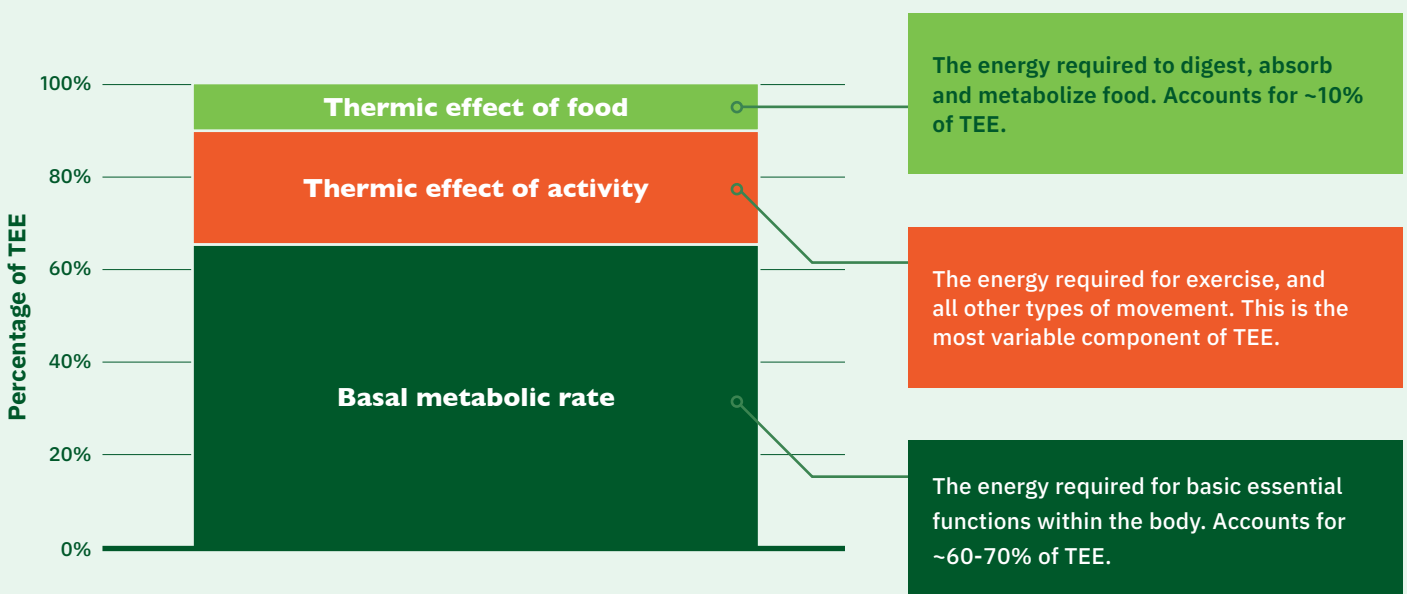 Percentage of TEE
100%
80%
60%
40%
20%
0%
Thermic effect of food
Thermic effect of activity
Basal metabolic rate
The energy required to digest, absorb
and metabolize food. Accounts for ~10%
of TEE.
The energy required for exercise, and
all other types of movement. This is the
most variable component of TEE.
The energy required for basic essential
functions within the body. Accounts for
~60-70% of TEE.